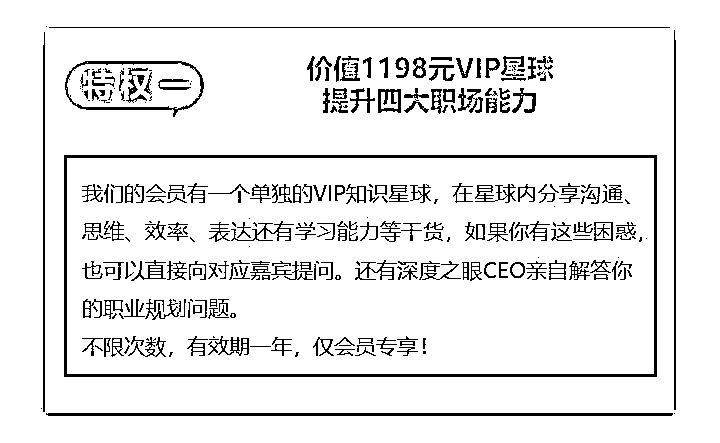 特权一
价值1198元VIP星球
提升四大职场能力
我们的会员有一个单独的VIP知识星球，在星球内分享沟通、
思维、效率、表达还有学习能力等干货，如果你有这些困惑，
也可以直接向对应嘉宾提问。还有深度之眼CEO亲自解答你
的职业规划问题。
不限次数，有效期一年，仅会员专享！